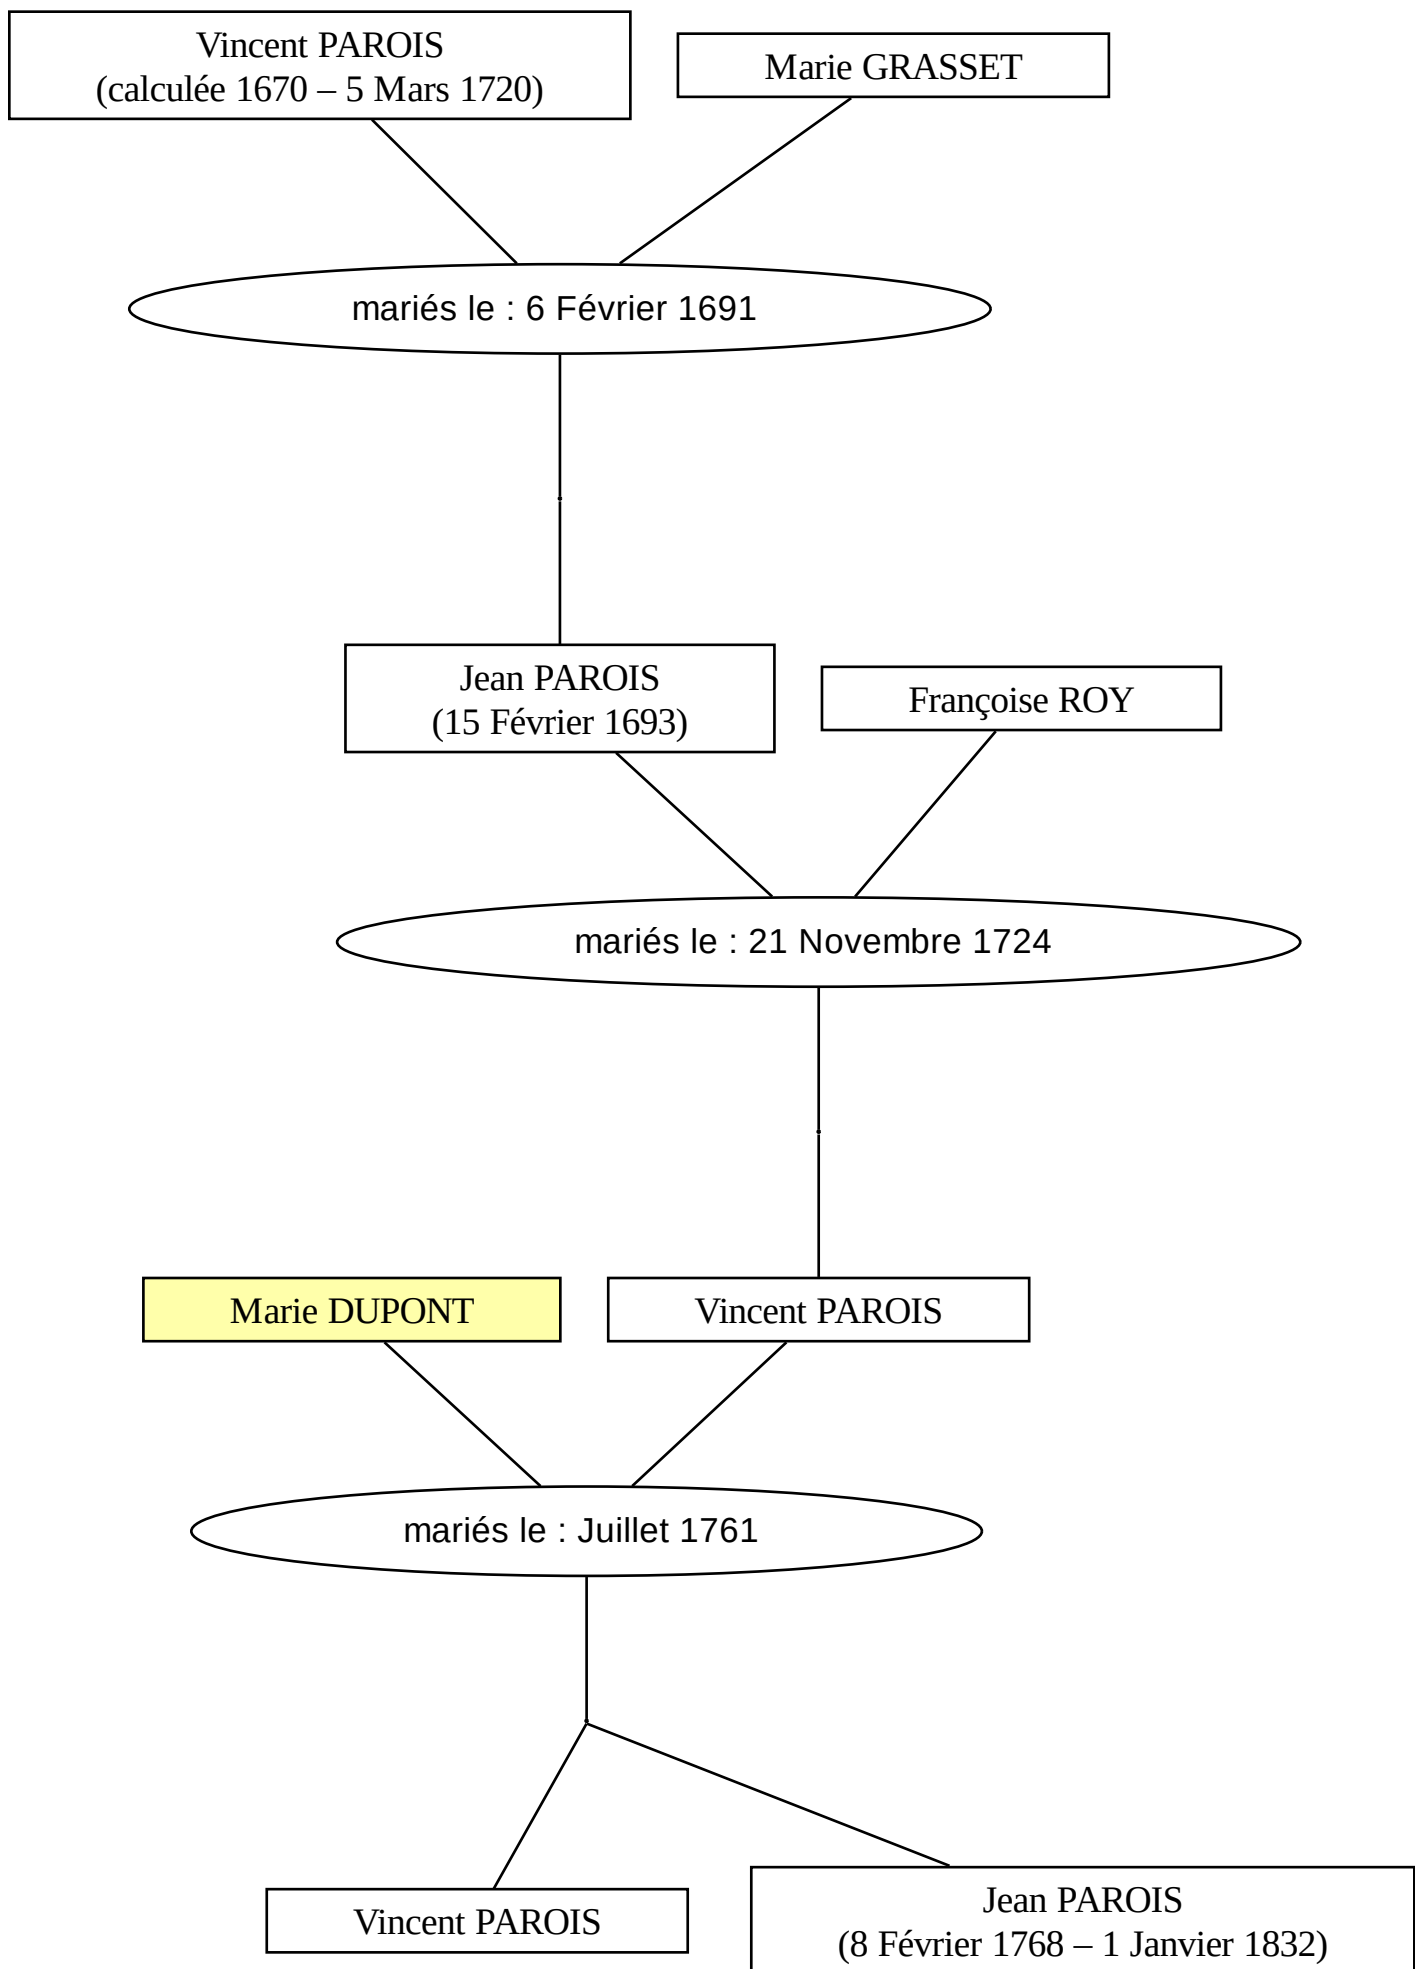 Vincent PAROIS
(calculée 1670 – 5 Mars 1720)
Marie GRASSET
mariés le : 6 Février 1691
Jean PAROIS
(15 Février 1693)
Françoise ROY
mariés le : 21 Novembre 1724
Marie DUPONT
Vincent PAROIS
mariés le : Juillet 1761
Vincent PAROIS
Jean PAROIS
(8 Février 1768 – 1 Janvier 1832)